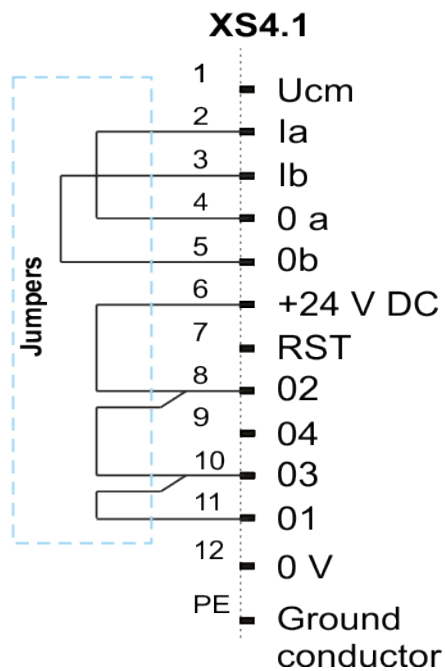 XS4.1
1 Ucm
2 Ia
3 Ib
4 0 a
5 0b
6 +24 V DC
7 RST
8 02
9 04
10 03
11 01
12 0 V
PE Ground
conductor
Jumpers